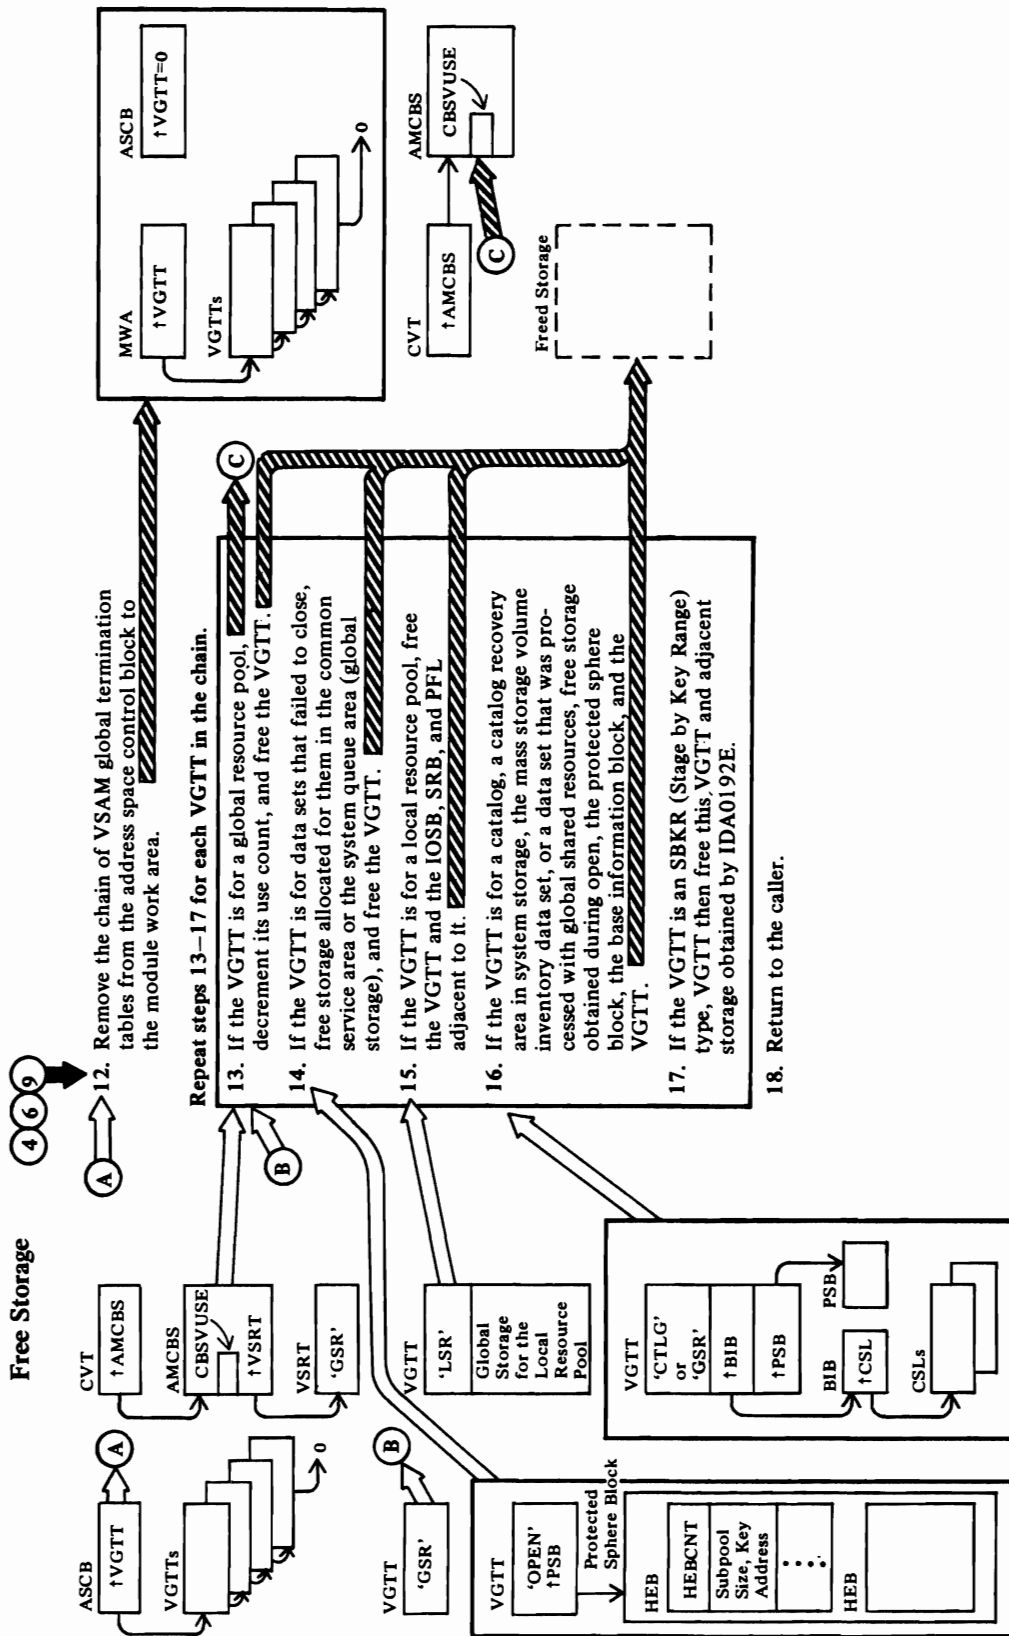 Free Storage
4 6 9
A
ASCB
↑VGTT
A
VGTTs
0
CVT
↑AMCBS
AMCBS
CBSVUSE
↑VSRT
VSRT
‘GSR’
VGTT
‘GSR’
B
B
VGTT
‘LSR’
Global
Storage
for the
Local
Resource
Pool
VGTT
‘OPEN’
↑PSB
Protected
Sphere Block
HEB
HEBCNT
Subpool
Size, Key
Address
HEB
VGTT
‘CTLG’
or
‘GSR’
↑BIB
↑PSB
PSB
BIB
↑CSL
CSLs
12. Remove the chain of VSAM global termination
tables from the address space control block to
the module work area.
Repeat steps 13—17 for each VGTT in the chain.
13. If the VGTT is for a global resource pool,
decrement its use count, and free the VGTT.
14. If the VGTT is for data sets that failed to close,
free storage allocated for them in the common
service area or the system queue area (global
storage), and free the VGTT.
15. If the VGTT is for a local resource pool, free
the VGTT and the IOSB, SRB, and PFL
adjacent to it.
16. If the VGTT is for a catalog, a catalog recovery
area in system storage, the mass storage volume
inventory data set, or a data set that was pro-
cessed with global shared resources, free storage
obtained during open, the protected sphere
block, the base information block, and the
VGTT.
17. If the VGTT is an SBKR (Stage by Key Range)
type, VGTT then free this VGTT and adjacent
storage obtained by IDA0192E.
18. Return to the caller.
C
MWA
↑VGTT
VGTTs
0
ASCB
↑VGTT=0
CVT
↑AMCBS
AMCBS
CBSVUSE
C
Freed Storage